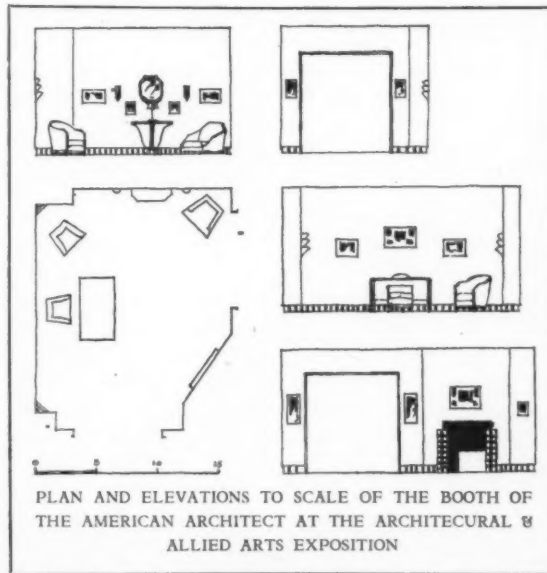 0 5 10 15
PLAN AND ELEVATIONS TO SCALE OF THE BOOTH OF
THE AMERICAN ARCHITECT AT THE ARCHITECURAL &
ALLIED ARTS EXPOSITION